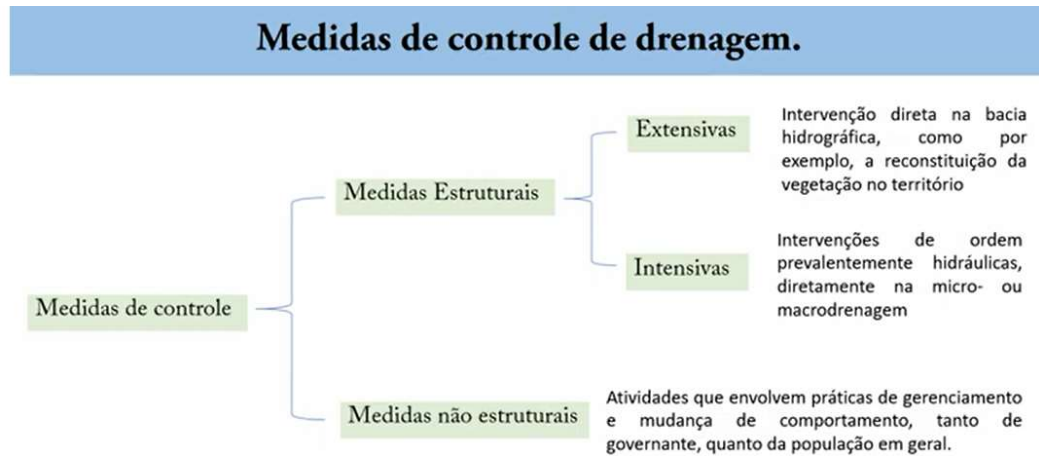 Medidas de controle de drenagem.
Extensivas
Intervenção direta na bacia
hidrográfica, como por
exemplo, a reconstituição da
vegetação no território
Medidas Estruturais
Intensivas
Intervenções de ordem
prevalentemente hidráulicas,
diretamente na micro- ou
macrodrenagem
Medidas de controle
Medidas não estruturais
Atividades que envolvem práticas de gerenciamento
e mudança de comportamento, tanto de
governante, quanto da população em geral.